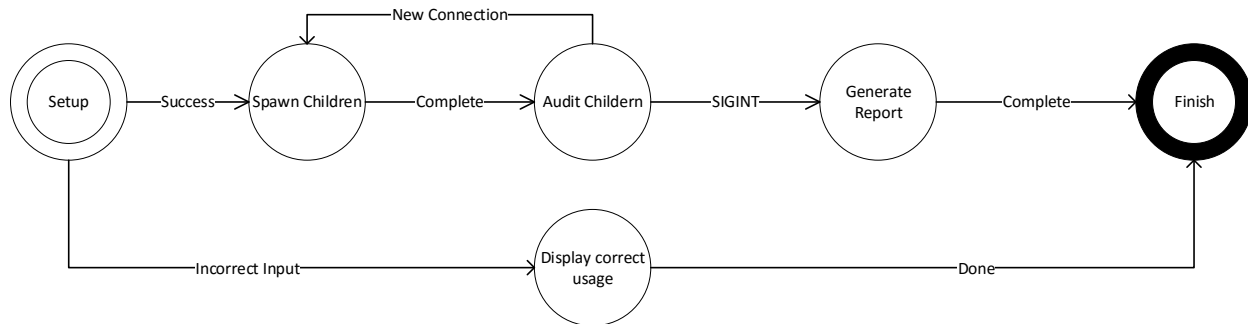 New Connection
Setup
Success
Spawn Children
Complete
Audit Childern
SIGINT
Generate
Report
Complete
Finish
Incorrect Input
Display correct
usage
Done